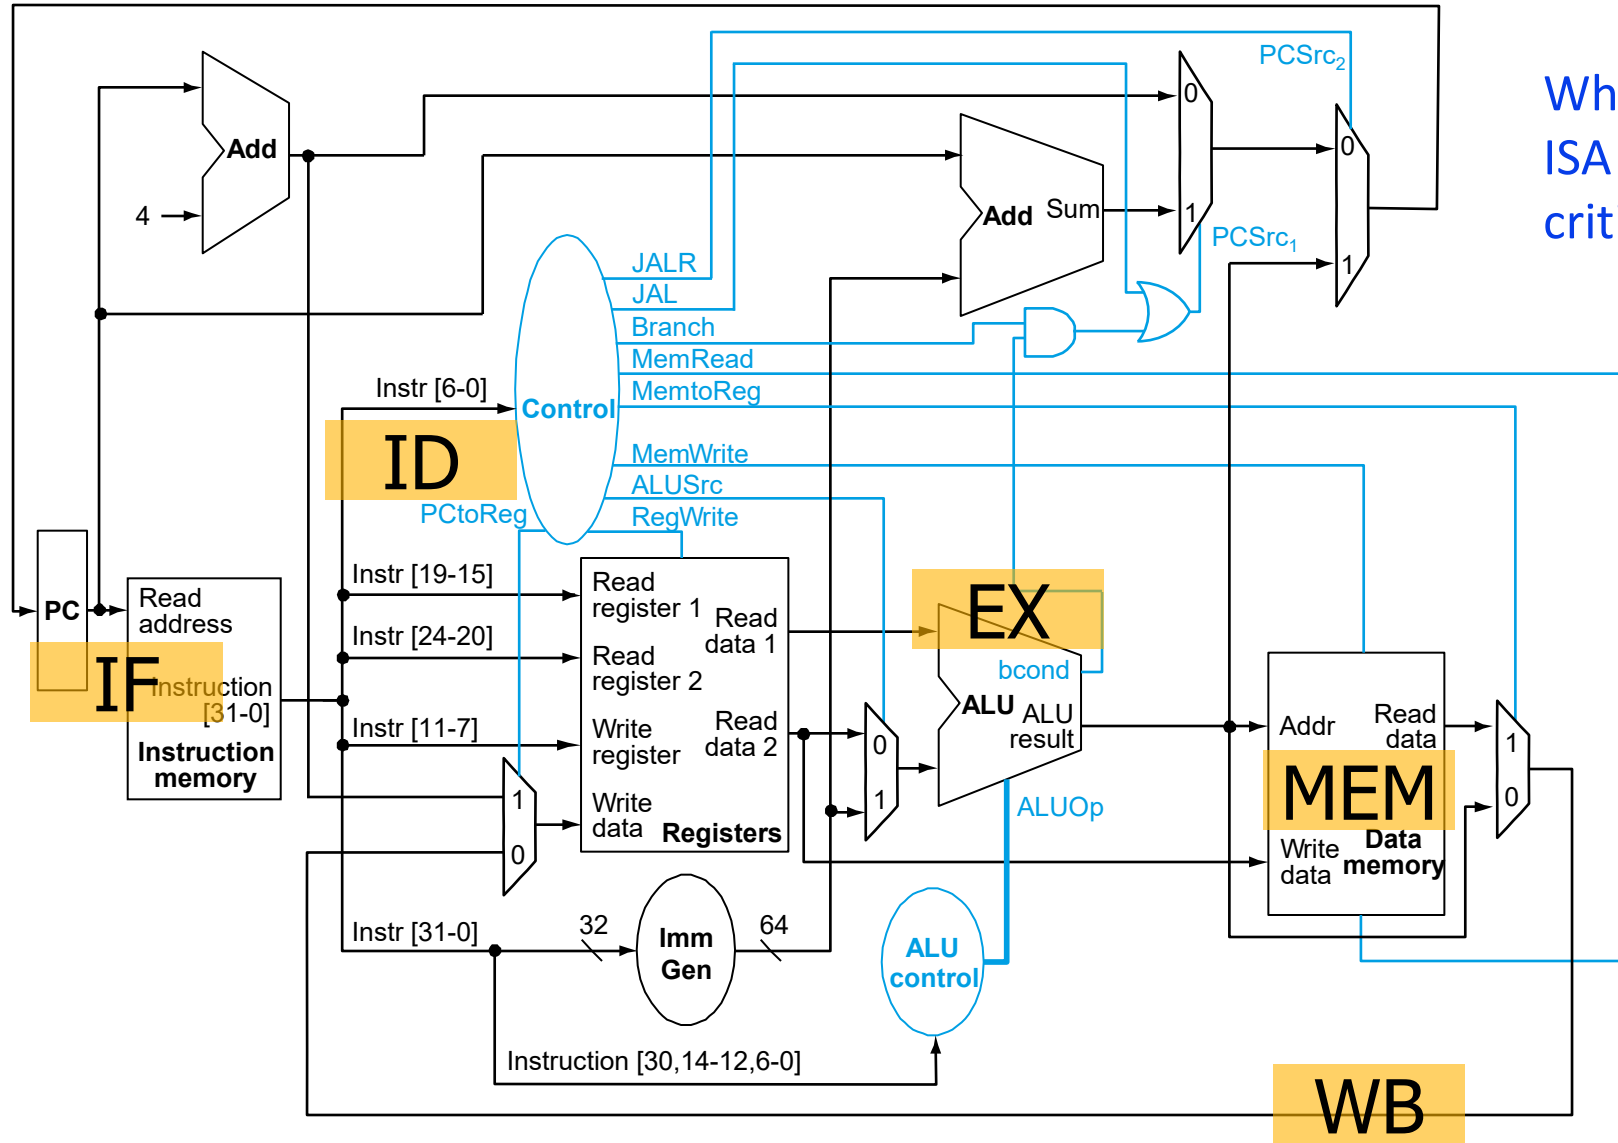 PCSrc2
Wh
ISA
crit
0
0
Add
4
Add
Sum
1
PCSrc1
1
JALR
JAL
Branch
MemRead
MemtoReg
Instr [6-0]
Control
ID
MemWrite
ALUSrc
PCtoReg
RegWrite
Instr [19-15]
Read
register 1
Read
data 1
EX
PC
Read
address
Instr [24-20]
Read
register 2
bcond
IF
Instruction
[31-0]
Instruction
memory
Instr [11-7]
Write
register
Read
data 2
0
1
ALU
ALU
result
Addr
Read
data
1
0
MEM
1
0
Write
data
Registers
ALUOp
Write
data
Data
memory
Instr [31-0]
32
Imm
Gen
64
ALU
control
Instruction [30,14-12,6-0]
WB